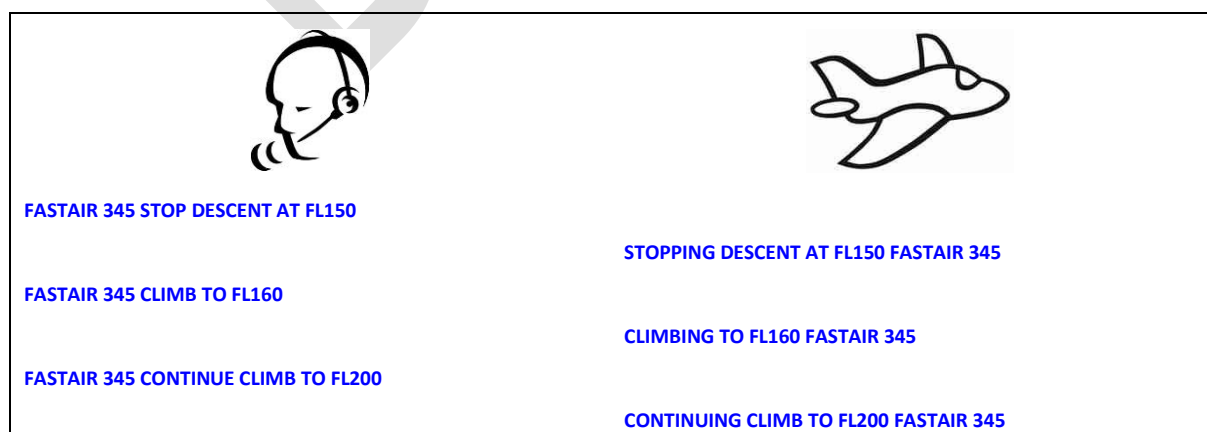 FASTAIR 345 STOP DESCENT AT FL150
STOPPING DESCENT AT FL150 FASTAIR 345
FASTAIR 345 CLIMB TO FL160
CLIMBING TO FL160 FASTAIR 345
FASTAIR 345 CONTINUE CLIMB TO FL200
CONTINUING CLIMB TO FL200 FASTAIR 345